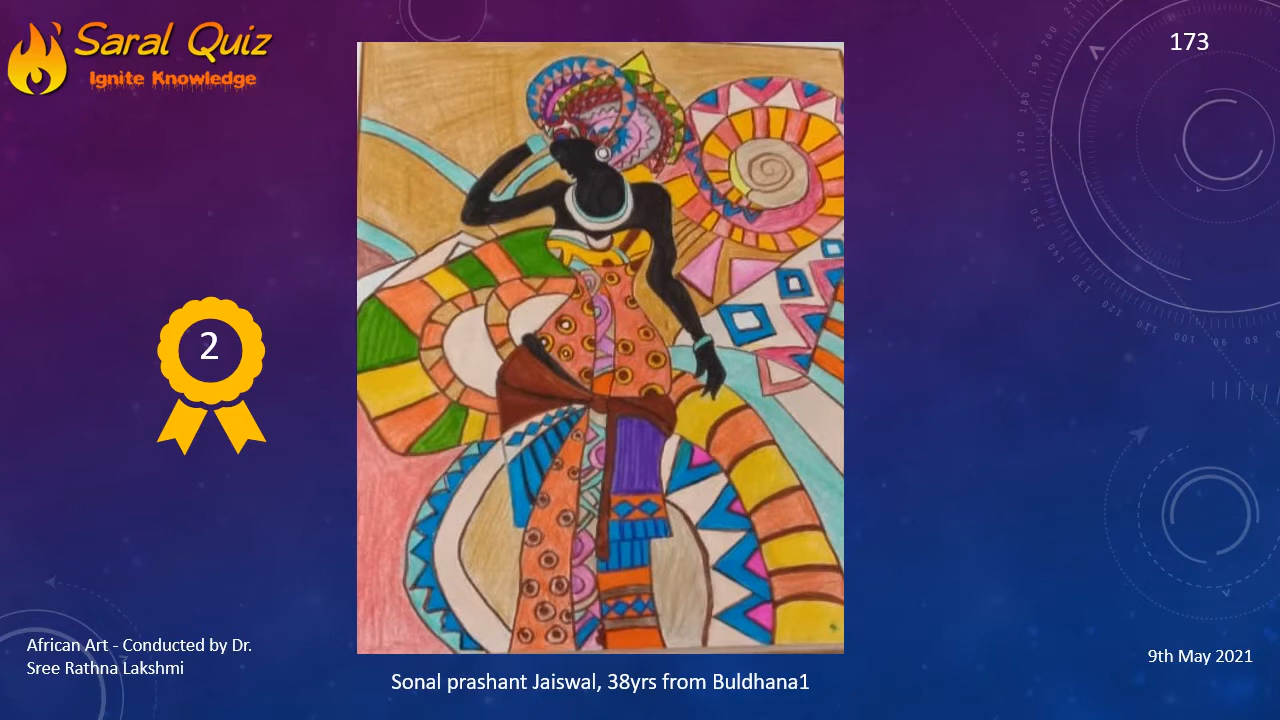 Saral Quiz
Ignite Knowledge
173
2
African Art - Conducted by Dr.
Sree Rathna Lakshmi
9th May 2021
Sonal prashant Jaiswal, 38yrs from Buldhana1